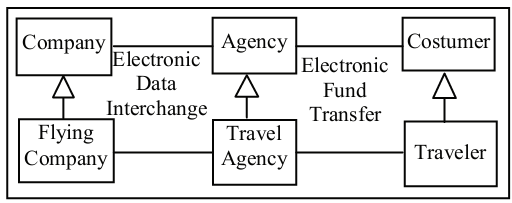 Company
Agency
Costumer
Electronic
Data
Interchange
Electronic
Fund
Transfer
Flying
Company
Travel
Agency
Traveler